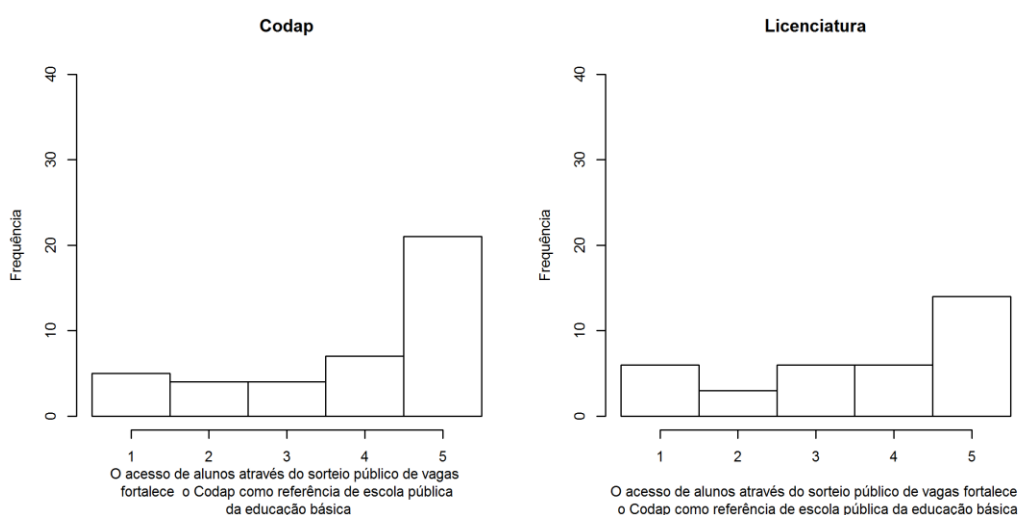 Codap
Frequência
40
30
20
10
0
1 2 3 4 5
O acesso de alunos através do sorteio público de vagas
fortalece o Codap como referência de escola pública
da educação básica
Licenciatura
Frequência
40
30
20
10
0
1 2 3 4 5
O acesso de alunos através do sorteio público de vagas fortalece
o Codap como referência de escola pública da educação básica